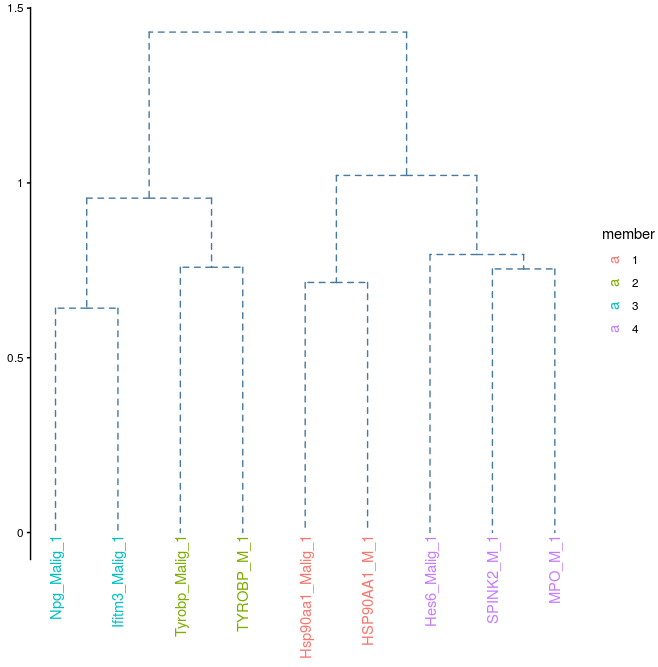 1.5
1
0.5
0
Npg_Malig_1
Ifitm3_Malig_1
Tyrobp_Malig_1
TYROBP_M_1
Hsp90aa1_Malig_1
HSP90AA1_M_1
Hes6_Malig_1
SPINK2_M_1
MPO_M_1
member
a 1
a 2
a 3
a 4